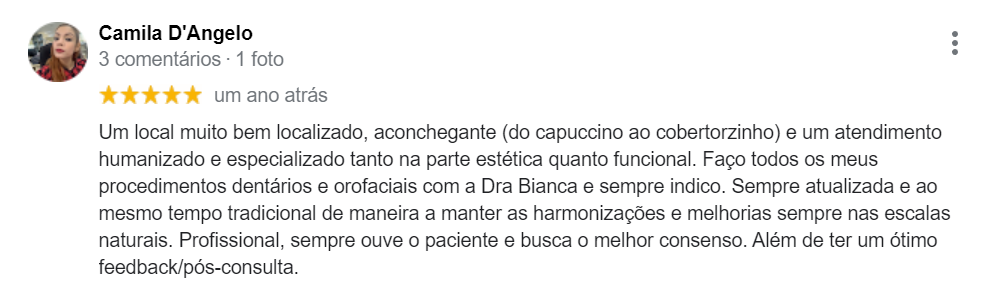 Camila D'Angelo
3 comentários · 1 foto
um ano atrás
Um local muito bem localizado, aconchegante (do capuccino ao cobertorzinho) e um atendimento
humanizado e especializado tanto na parte estética quanto funcional. Faço todos os meus
procedimentos dentários e orofaciais com a Dra Bianca e sempre indico. Sempre atualizada e ao
mesmo tempo tradicional de maneira a manter as harmonizações e melhorias sempre nas escalas
naturais. Profissional, sempre ouve o paciente e busca o melhor consenso. Além de ter um ótimo
feedback/pós-consulta.